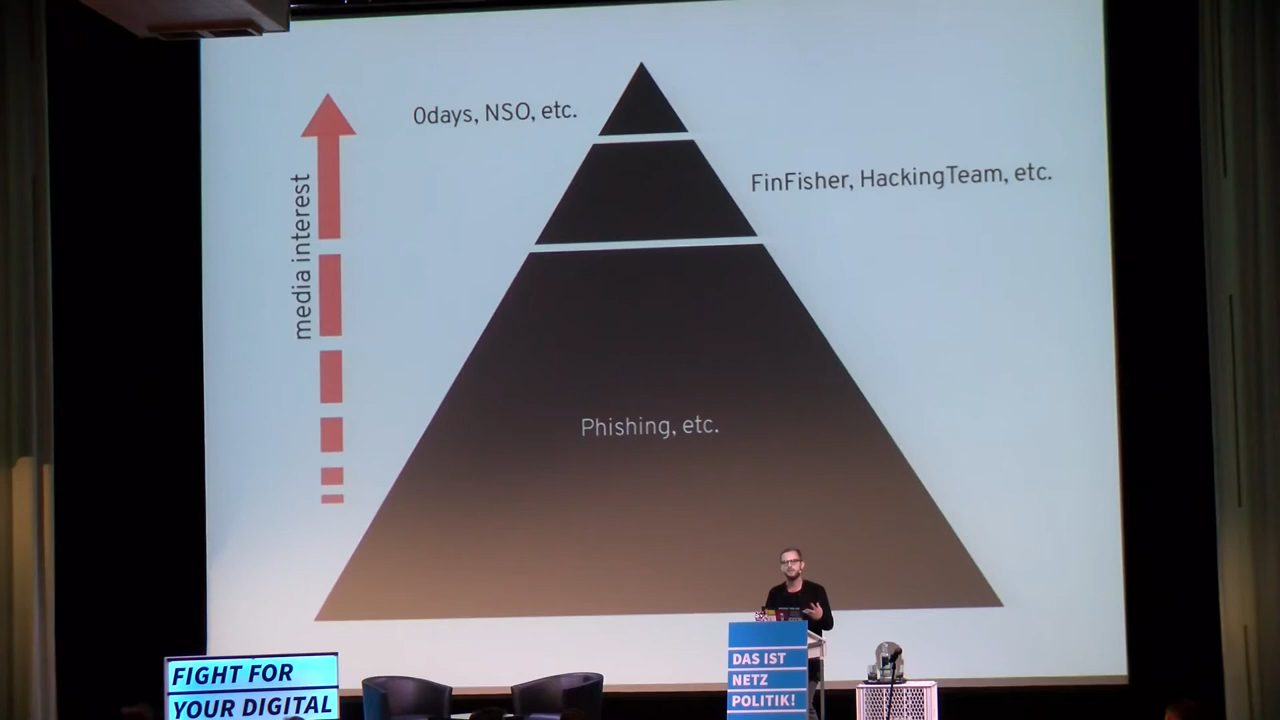 0days, NSO, etc.
FinFisher, HackingTeam, etc.
media interest
Phishing, etc.
DAS IST
NETZ
POLITIK!
FIGHT FOR
YOUR DIGITAL